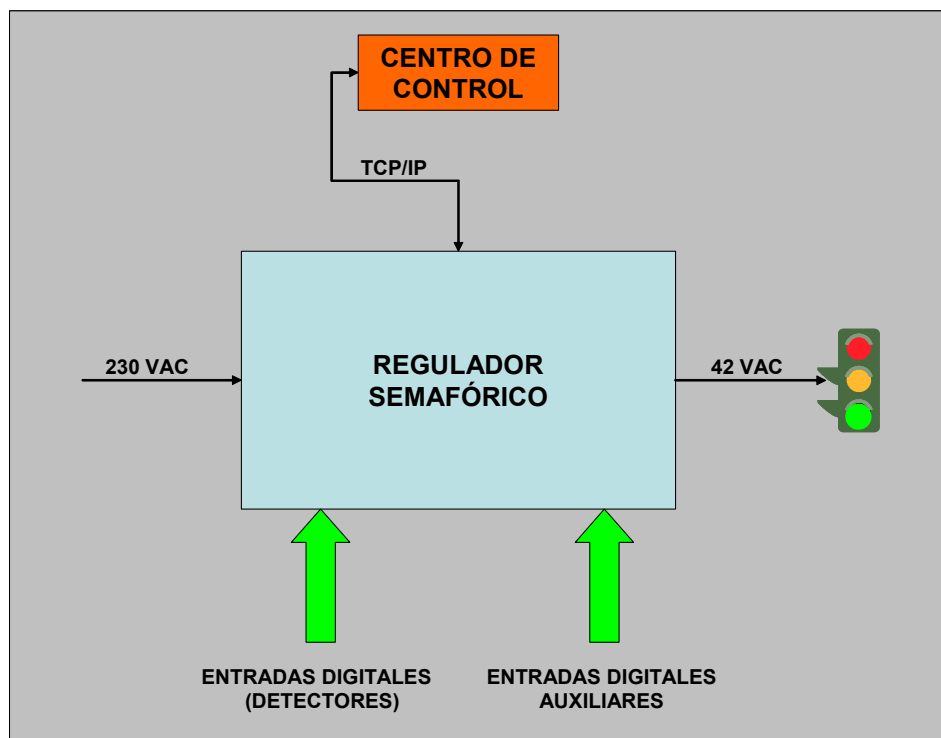 CENTRO DE
CONTROL
TCP/IP
230 VAC
REGULADOR
SEMAFÓRICO
42 VAC
ENTRADAS DIGITALES
(DETECTORES)
ENTRADAS DIGITALES
AUXILIARES